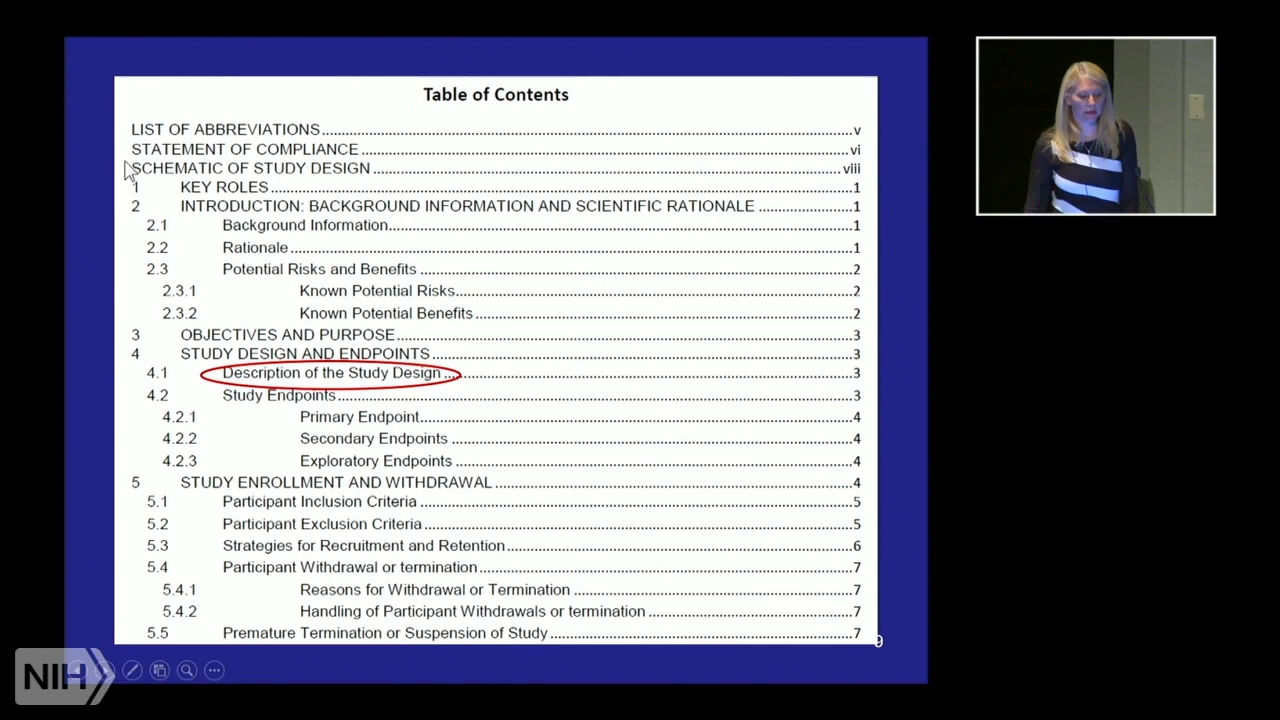 Table of Contents
LIST OF ABBREVIATIONS v
STATEMENT OF COMPLIANCE vi
SCHEMATIC OF STUDY DESIGN viii
1 KEY ROLES 1
2 INTRODUCTION: BACKGROUND INFORMATION AND SCIENTIFIC RATIONALE 1
2.1 Background Information 1
2.2 Rationale 1
2.3 Potential Risks and Benefits 2
2.3.1 Known Potential Risks 2
2.3.2 Known Potential Benefits 2
3 OBJECTIVES AND PURPOSE 3
4 STUDY DESIGN AND ENDPOINTS 3
4.1 Description of the Study Design 3
4.2 Study Endpoints 3
4.2.1 Primary Endpoint 4
4.2.2 Secondary Endpoints 4
4.2.3 Exploratory Endpoints 4
5 STUDY ENROLLMENT AND WITHDRAWAL 4
5.1 Participant Inclusion Criteria 5
5.2 Participant Exclusion Criteria 5
5.3 Strategies for Recruitment and Retention 6
5.4 Participant Withdrawal or termination 7
5.4.1 Reasons for Withdrawal or Termination 7
5.4.2 Handling of Participant Withdrawals or termination 7
5.5 Premature Termination or Suspension of Study 7
9
NIH